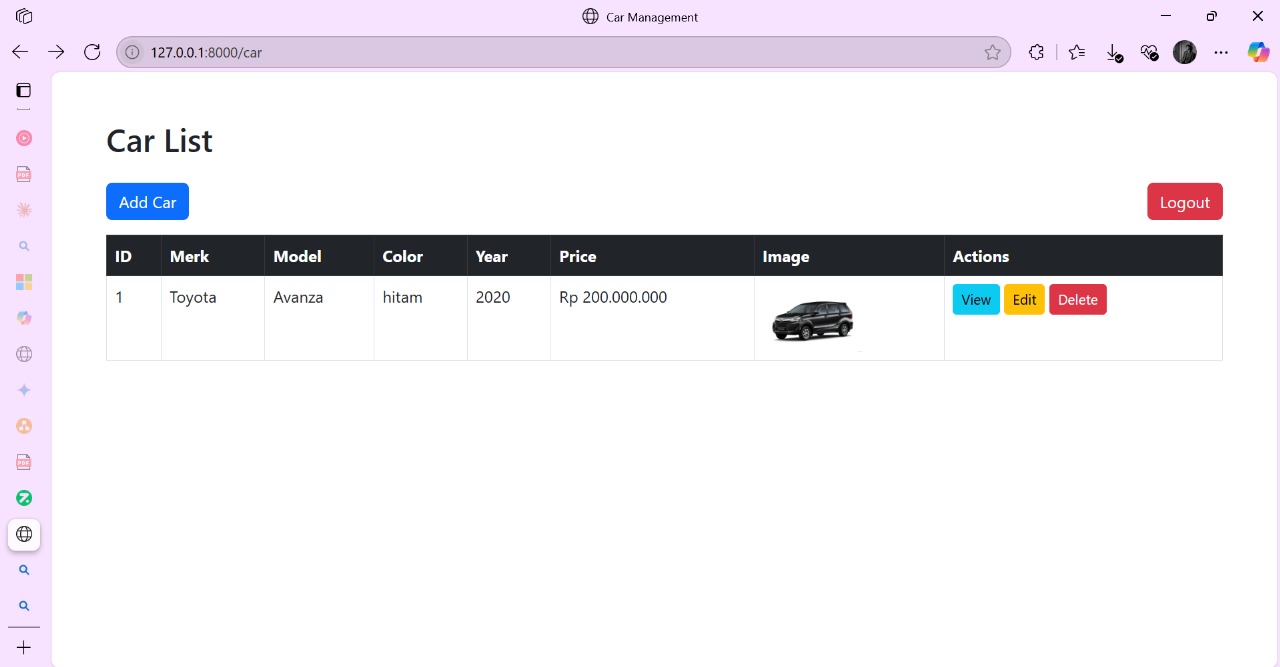 Car Management
127.0.0.1:8000/car
Car List
Add Car
Logout
ID Merk Model Color Year Price Image Actions
1 Toyota Avanza hitam 2020 Rp 200.000.000 View Edit Delete